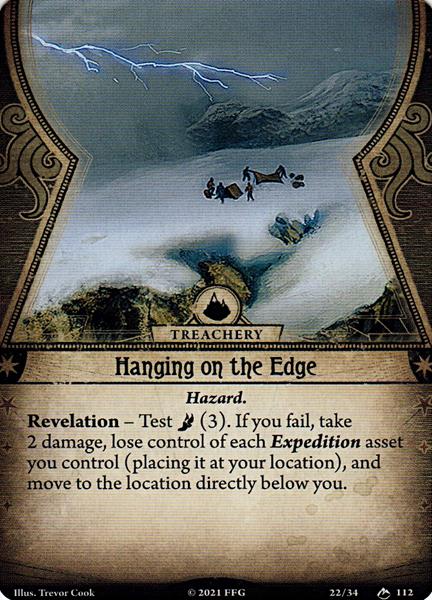 TREACHERY
Hanging on the Edge
Hazard.
Revelation – Test (3). If you fail, take
2 damage, lose control of each Expedition asset
you control (placing it at your location), and
move to the location directly below you.
Illus. Trevor Cook © 2021 FFG 22/34 112